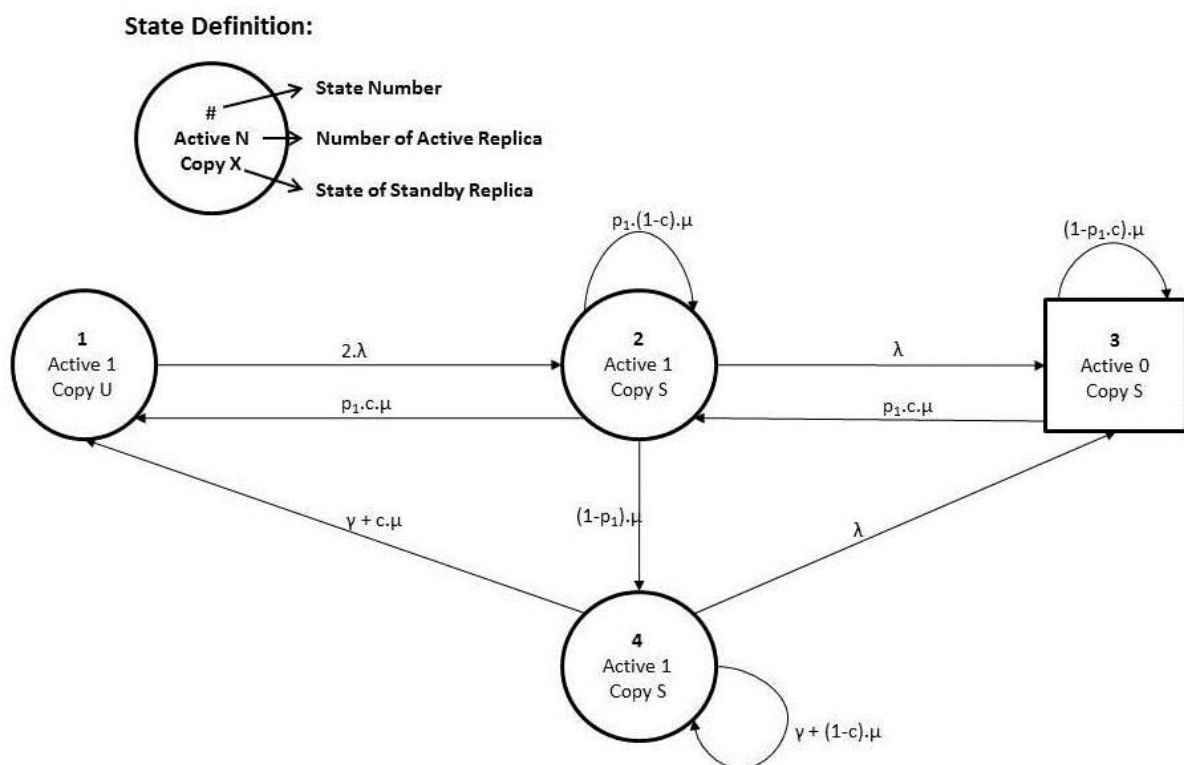 State Definition:
#
State Number
Active N
Number of Active Replica
Copy X
State of Standby Replica
p₁.(1-c).μ
(1-p₁.c).μ
1
Active 1
Copy U
2.λ
2
Active 1
Copy S
λ
3
Active 0
Copy S
p₁.c.μ
p₁.c.μ
γ + c.μ
(1-p₁).μ
λ
4
Active 1
Copy S
γ + (1-c).μ